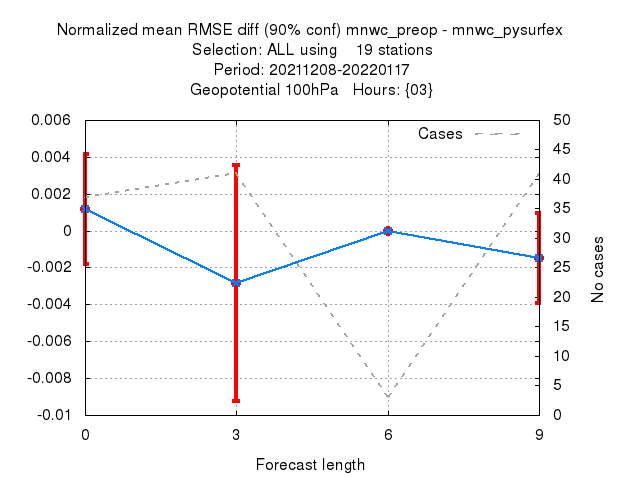 Normalized mean RMSE diff (90% conf) mnwc_preop - mnwc_pysurfex
Selection: ALL using 19 stations
Period: 20211208-20220117
Geopotential 100hPa Hours: {03}
Cases
0.006
0.004
0.002
0
-0.002
-0.004
-0.006
-0.008
-0.01
50
45
40
35
30
25
20
15
10
5
0
No cases
0 3 6 9
Forecast length